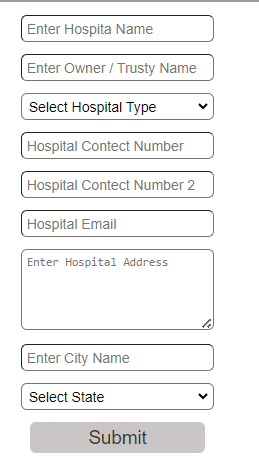 Enter Hospita Name
Enter Owner / Trusty Name
Select Hospital Type
Hospital Contect Number
Hospital Contect Number 2
Hospital Email
Enter Hospital Address
Enter City Name
Select State
Submit